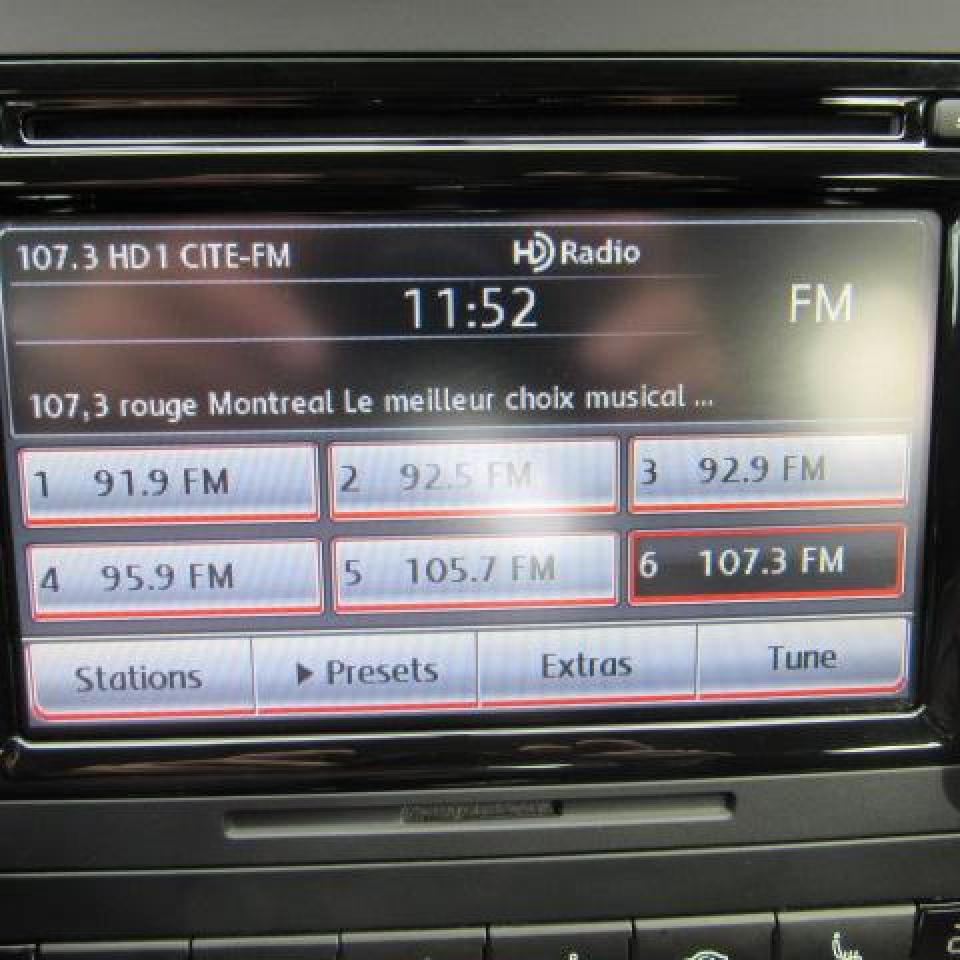 107.3 HD1 CITE-FM HD Radio
11:52 FM
107,3 rouge Montreal Le meilleur choix musical ...
1 91.9 FM 2 92.5 FM 3 92.9 FM
4 95.9 FM 5 105.7 FM 6 107.3 FM
Stations Presets Extras Tune